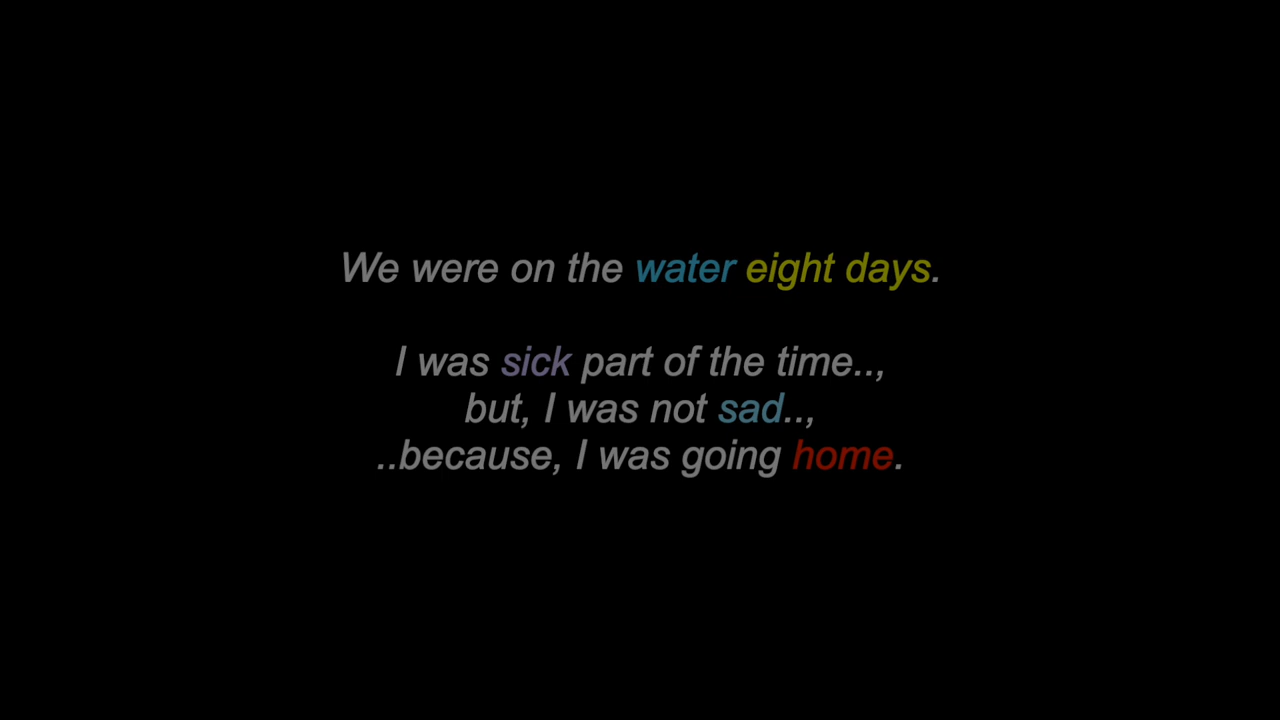 We were on the water eight days.
I was sick part of the time..,
but, I was not sad..,
..because, I was going home.